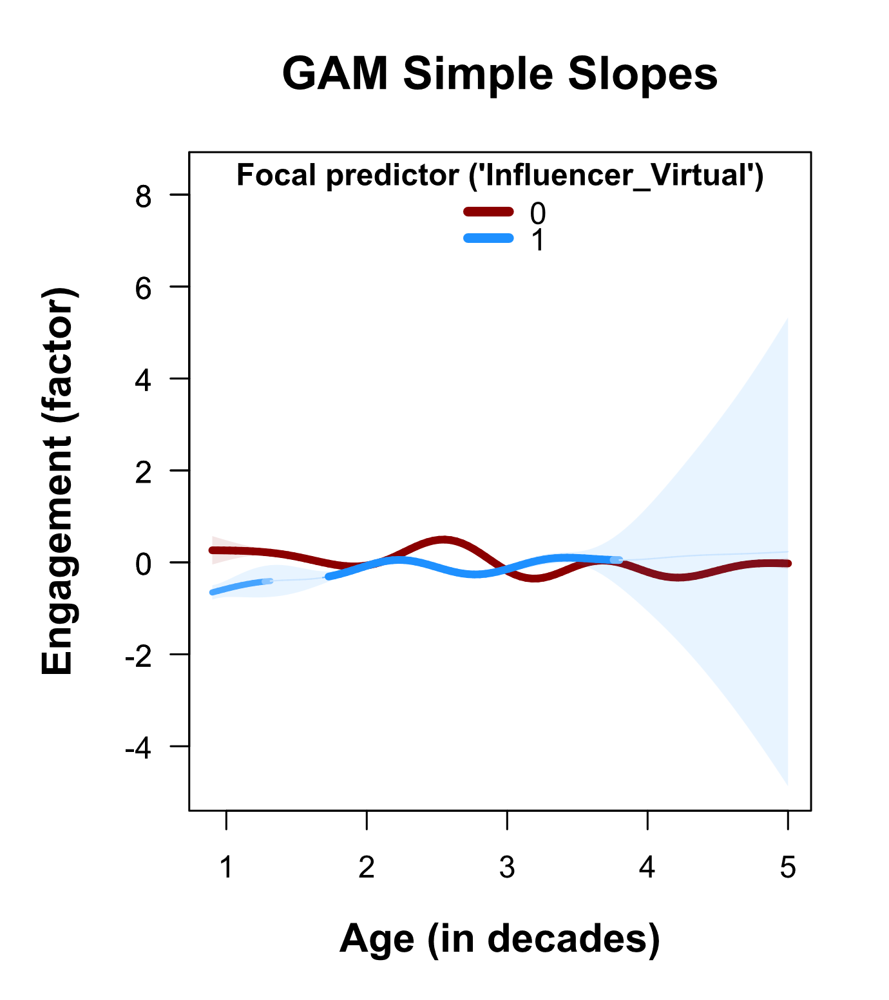 GAM Simple Slopes
Focal predictor ('Influencer_Virtual')
0
1
8
6
4
2
0
-2
-4
Engagement (factor)
1 2 3 4 5
Age (in decades)